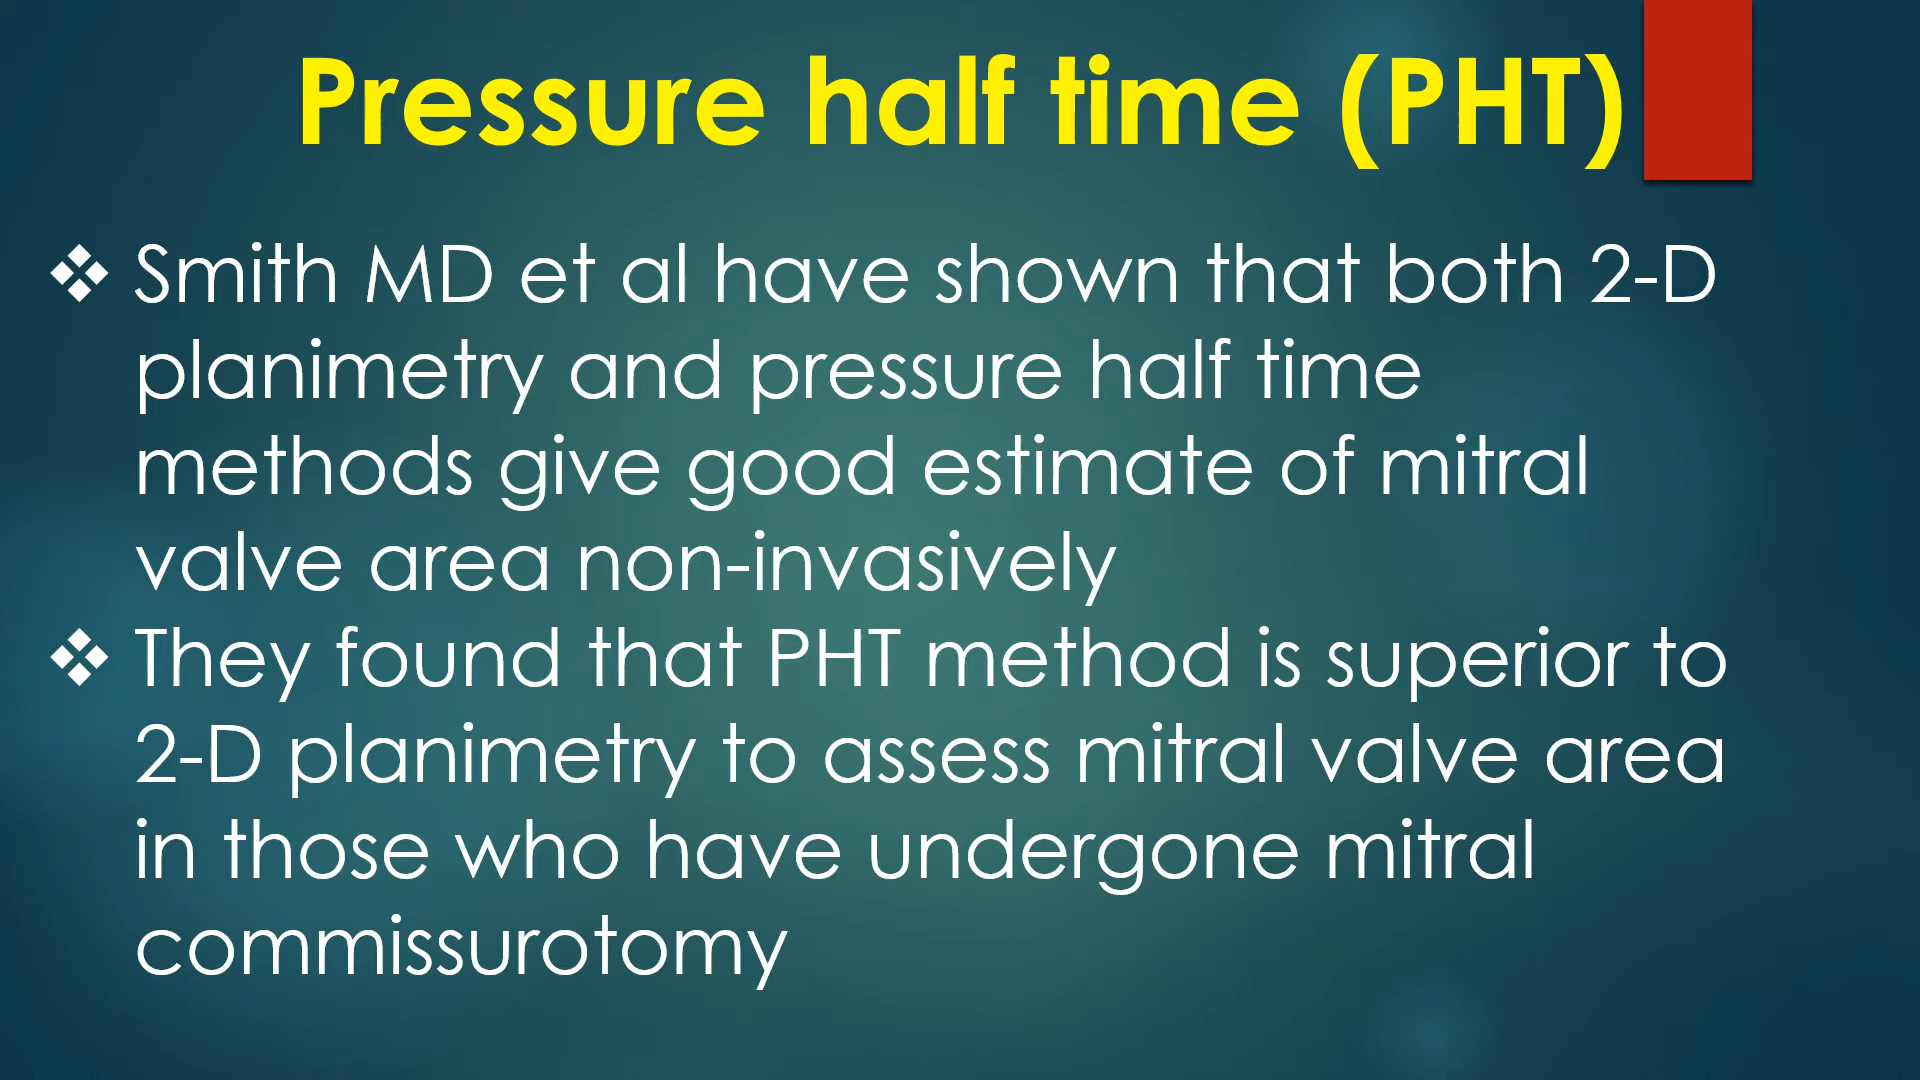 Pressure half time (PHT)
❖ Smith MD et al have shown that both 2-D
planimetry and pressure half time
methods give good estimate of mitral
valve area non-invasively
❖ They found that PHT method is superior to
2-D planimetry to assess mitral valve area
in those who have undergone mitral
commissurotomy